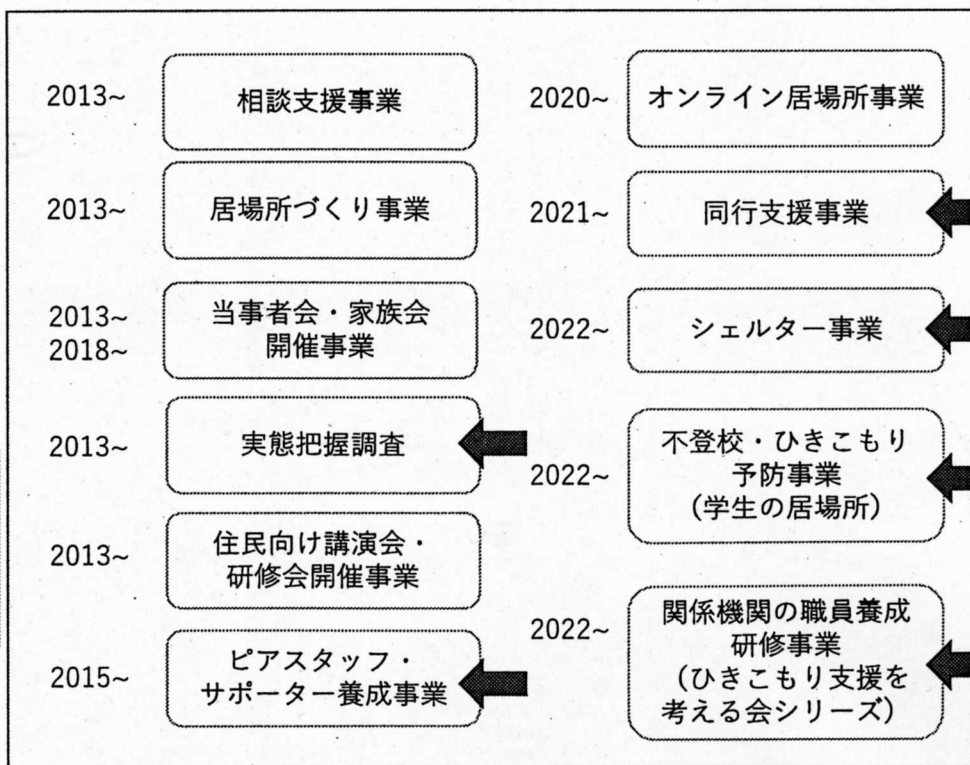 2013~
相談支援事業
2013~
居場所づくり事業
2013~
2018~
当事者会・家族会
開催事業
2013~
実態把握調査
2013~
住民向け講演会・
研修会開催事業
2015~
ピアスタッフ・
サポーター養成事業
2020~
オンライン居場所事業
2021~
同行支援事業
2022~
シェルター事業
2022~
不登校・ひきこもり
予防事業
（学生の居場所）
2022~
関係機関の職員養成
研修事業
（ひきこもり支援を
考える会シリーズ）